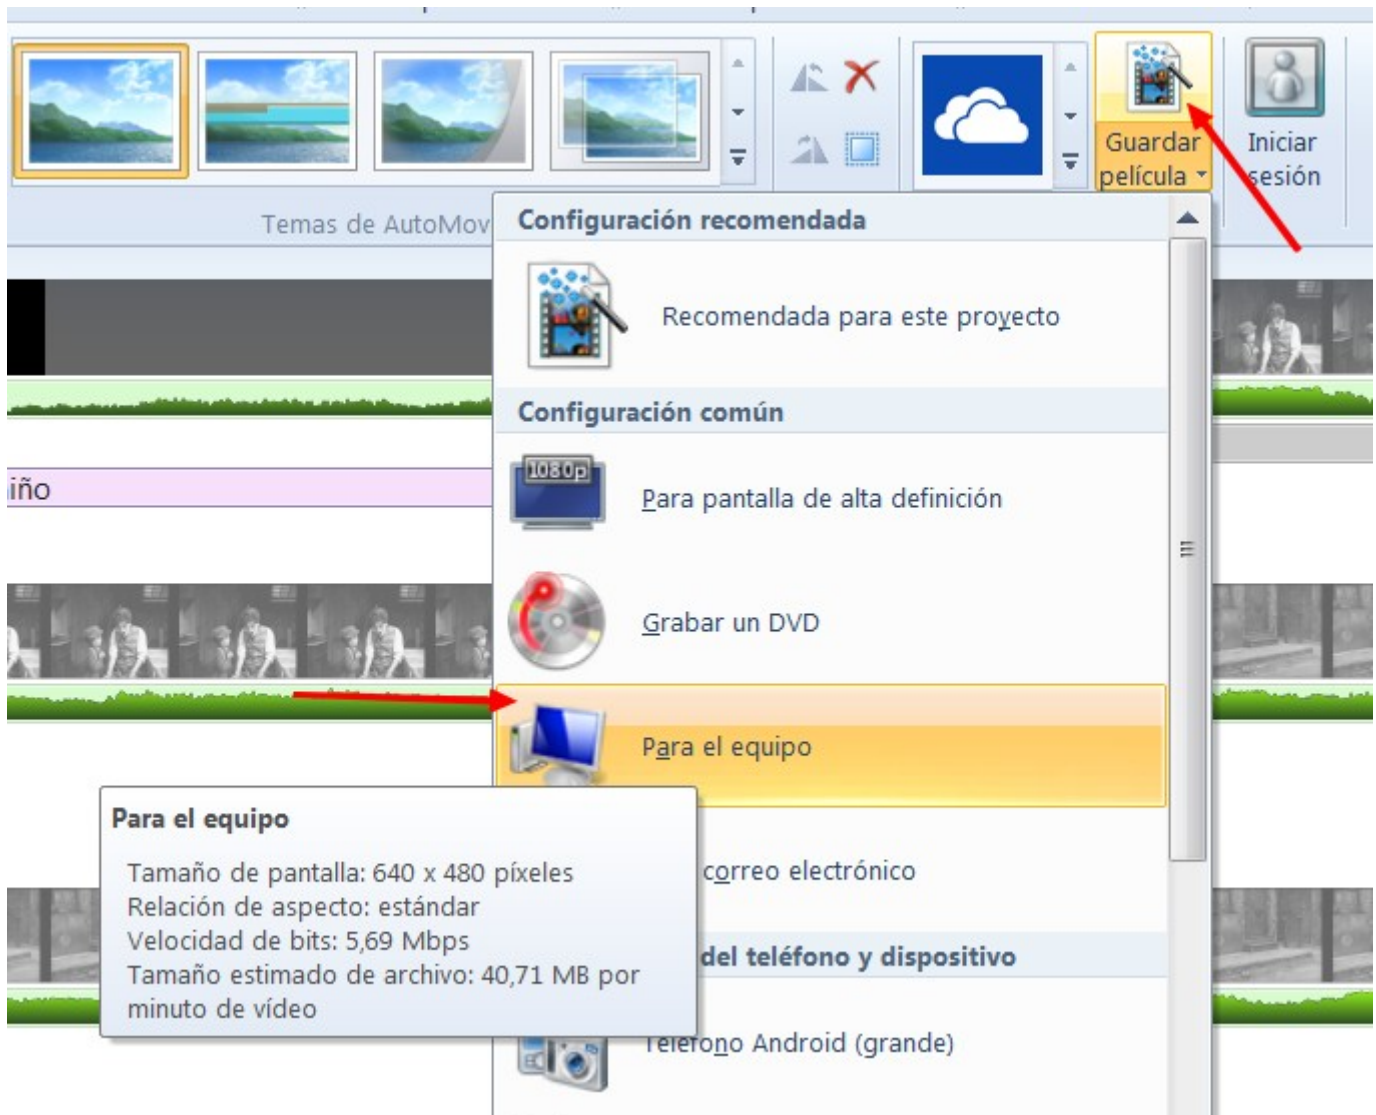 Guardar
película
Iniciar
sesión
Temas de AutoMov
Configuración recomendada
Recomendada para este proyecto
Configuración común
1080p
Para pantalla de alta definición
iño
Grabar un DVD
Para el equipo
Para el equipo
Tamaño de pantalla: 640 x 480 píxeles
Relación de aspecto: estándar
Velocidad de bits: 5,69 Mbps
Tamaño estimado de archivo: 40,71 MB por
minuto de vídeo
correo electrónico
del teléfono y dispositivo
Teléfono Android (grande)